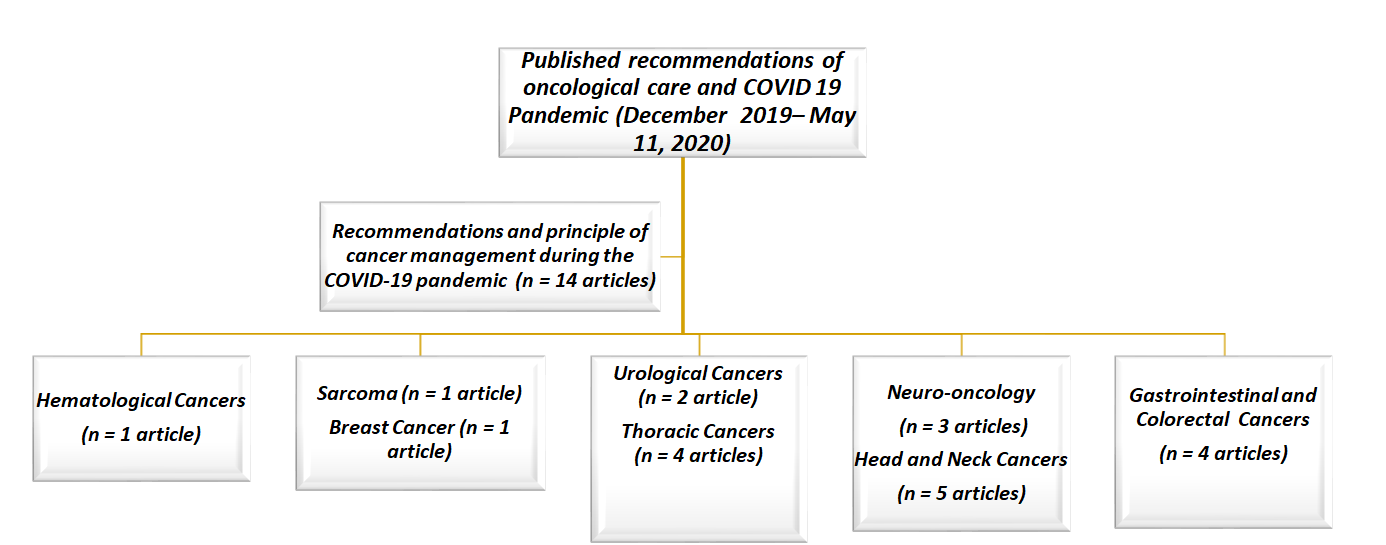 Published recommendations of
oncological care and COVID 19
Pandemic (December 2019– May
11, 2020)
Recommendations and principle of
cancer management during the
COVID-19 pandemic (n = 14 articles)
Hematological Cancers
(n = 1 article)
Sarcoma (n = 1 article)
Breast Cancer (n = 1
article)
Urological Cancers
(n = 2 article)
Thoracic Cancers
(n = 4 articles)
Neuro-oncology
(n = 3 articles)
Head and Neck Cancers
(n = 5 articles)
Gastrointestinal and
Colorectal Cancers
(n = 4 articles)